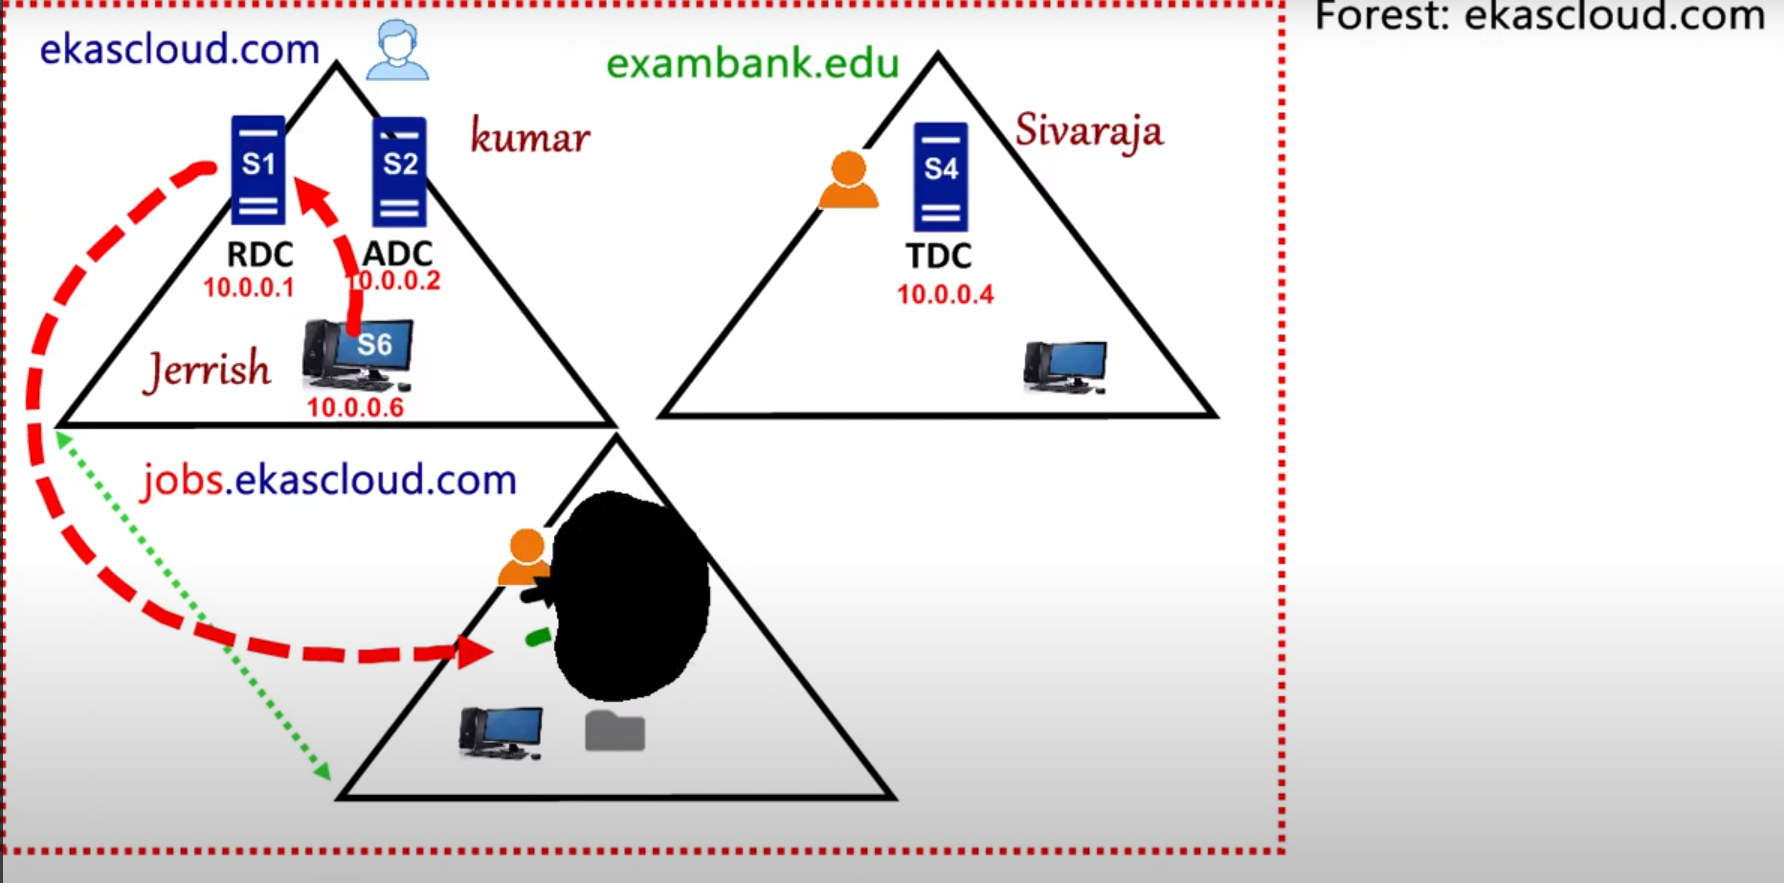 Forest: ekascloud.com
ekascloud.com
exambank.edu
kumar
Sivaraja
S1
S2
S4
RDC
ADC
TDC
10.0.0.1
10.0.0.2
10.0.0.4
S6
Jerrish
10.0.0.6
jobs.ekascloud.com